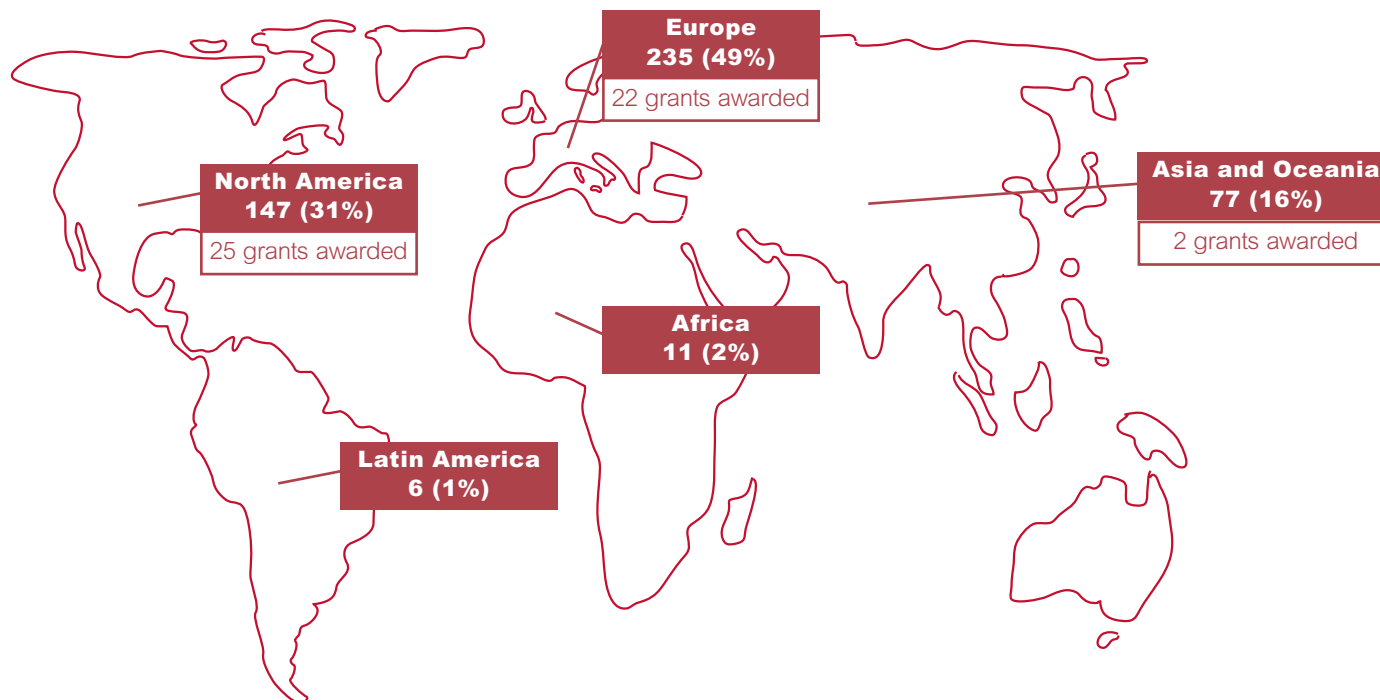 Europe
235 (49%)
22 grants awarded
North America
147 (31%)
25 grants awarded
Asia and Oceania
77 (16%)
2 grants awarded
Africa
11 (2%)
Latin America
6 (1%)